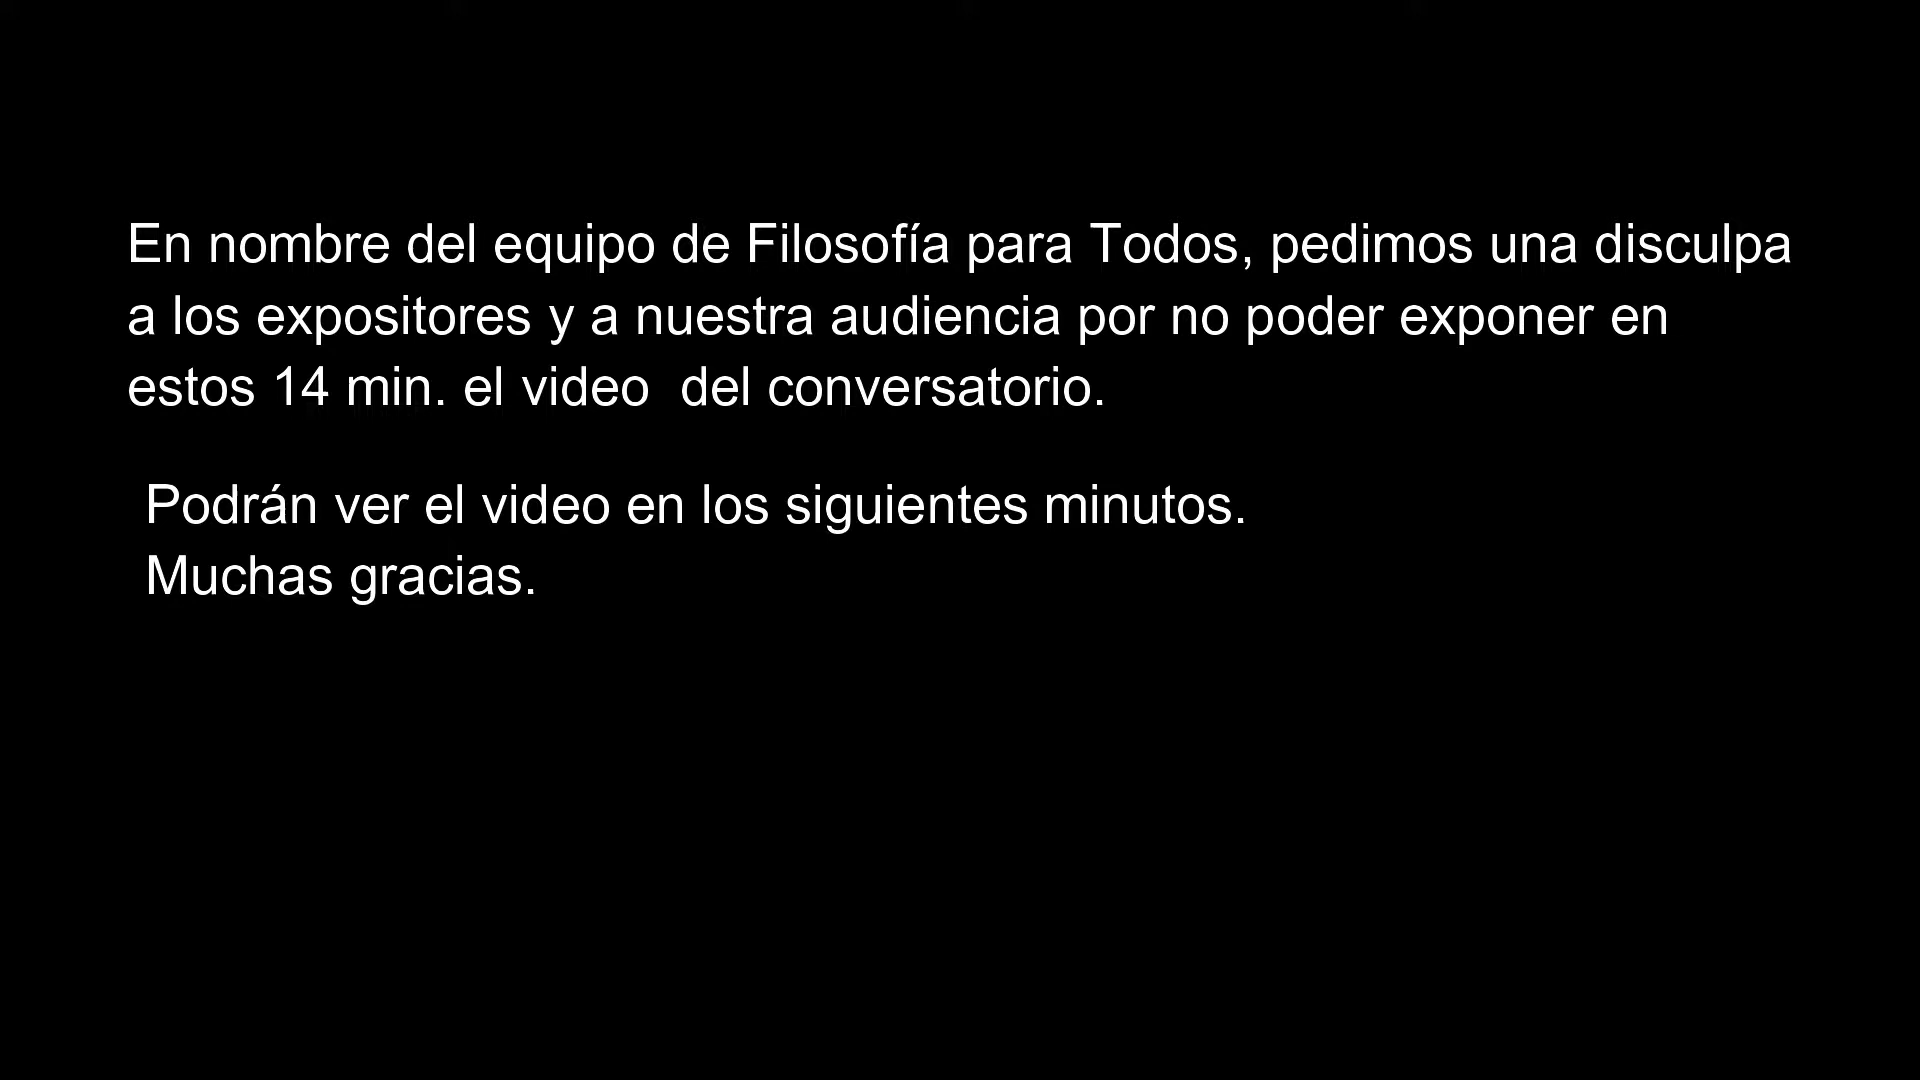 En nombre del equipo de Filosofía para Todos, pedimos una disculpa
a los expositores y a nuestra audiencia por no poder exponer en
estos 14 min. el video  del conversatorio.
Podrán ver el video en los siguientes minutos.
Muchas gracias.